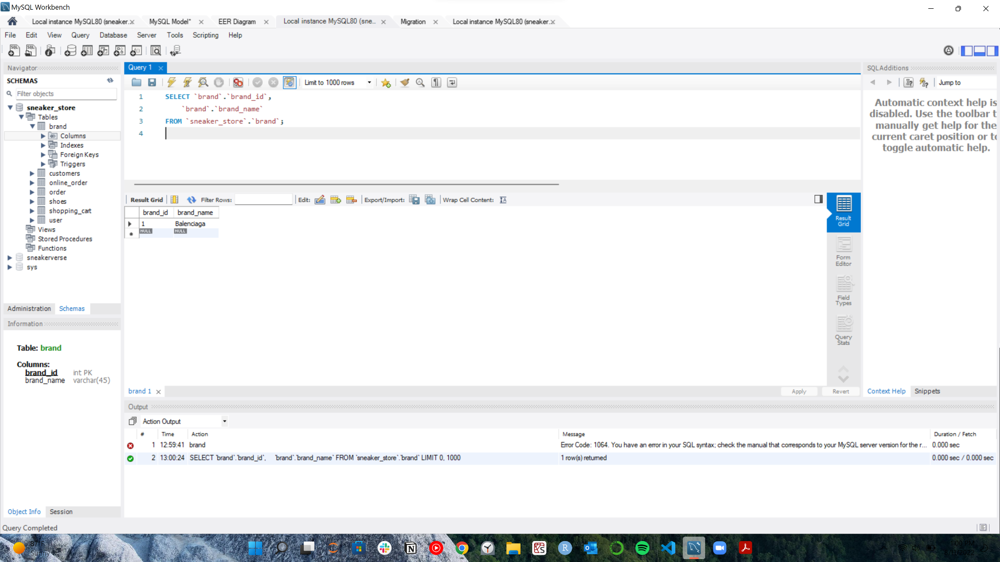 MySQL Workbench
Local instance MySQL80 (sneaker... MySQL Model* EER Diagram Local instance MySQL80 (sne... Migration Local instance MySQL80 (sneaker...
File Edit View Query Database Server Tools Scripting Help
Navigator
SCHEMAS
Filter objects
sneaker_store
Tables
brand
Columns
Indexes
Foreign Keys
Triggers
customers
online_order
order
shoes
shopping_cart
user
Views
Stored Procedures
Functions
sneakerverse
sys
Administration Schemas
Information
Table: brand
Columns:
brand_id int PK
brand_name varchar(45)
Object Info Session
Query 1
Limit to 1000 rows
1 SELECT `brand`.`brand_id`,
2 `brand`.`brand_name`
3 FROM `sneaker_store`.`brand`;
4
Result Grid Filter Rows: Edit: Export/Import: Wrap Cell Content:
brand_id brand_name
1 Balenciaga
NULL NULL
Result Grid
Form Editor
Field Types
Query Stats
brand 1
Apply Revert
SQLAdditions
Jump to
Automatic context help is
disabled. Use the toolbar t
manually get help for the
current caret position or to
toggle automatic help.
Context Help Snippets
Output
Action Output
# Time Action Message Duration / Fetch
1 12:59:41 brand Error Code: 1064. You have an error in your SQL syntax; check the manual that corresponds to your MySQL server version for the r... 0.000 sec
2 13:00:24 SELECT `brand`.`brand_id`, `brand`.`brand_name` FROM `sneaker_store`.`brand` LIMIT 0, 1000 1 row(s) returned 0.000 sec / 0.000 sec
Query Completed
87°F
Sunny
1:00 PM
8/11/2022